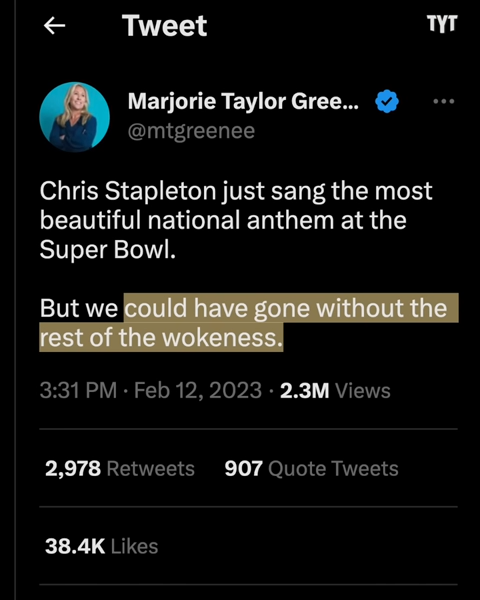 Tweet
TYT
Marjorie Taylor Gree...
@mtgreenee
Chris Stapleton just sang the most
beautiful national anthem at the
Super Bowl.
But we could have gone without the
rest of the wokeness.
3:31 PM · Feb 12, 2023 · 2.3M Views
2,978 Retweets 907 Quote Tweets
38.4K Likes